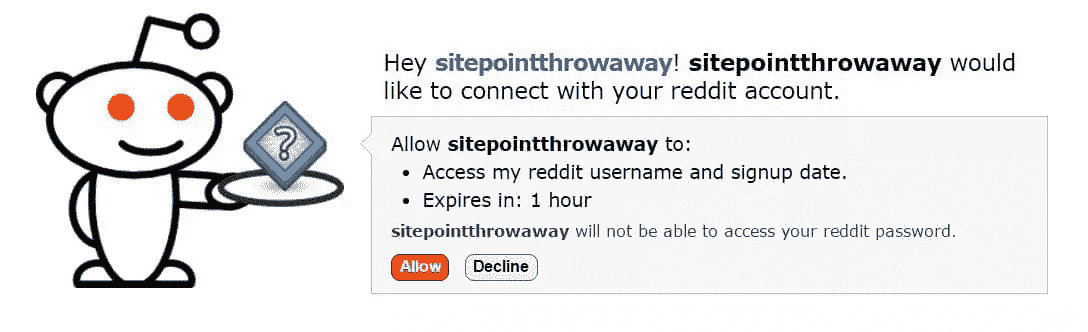 Hey sitepointthrowaway! sitepointthrowaway would
like to connect with your reddit account.
Allow sitepointthrowaway to:
• Access my reddit username and signup date.
• Expires in: 1 hour
sitepointthrowaway will not be able to access your reddit password.
Allow Decline
?